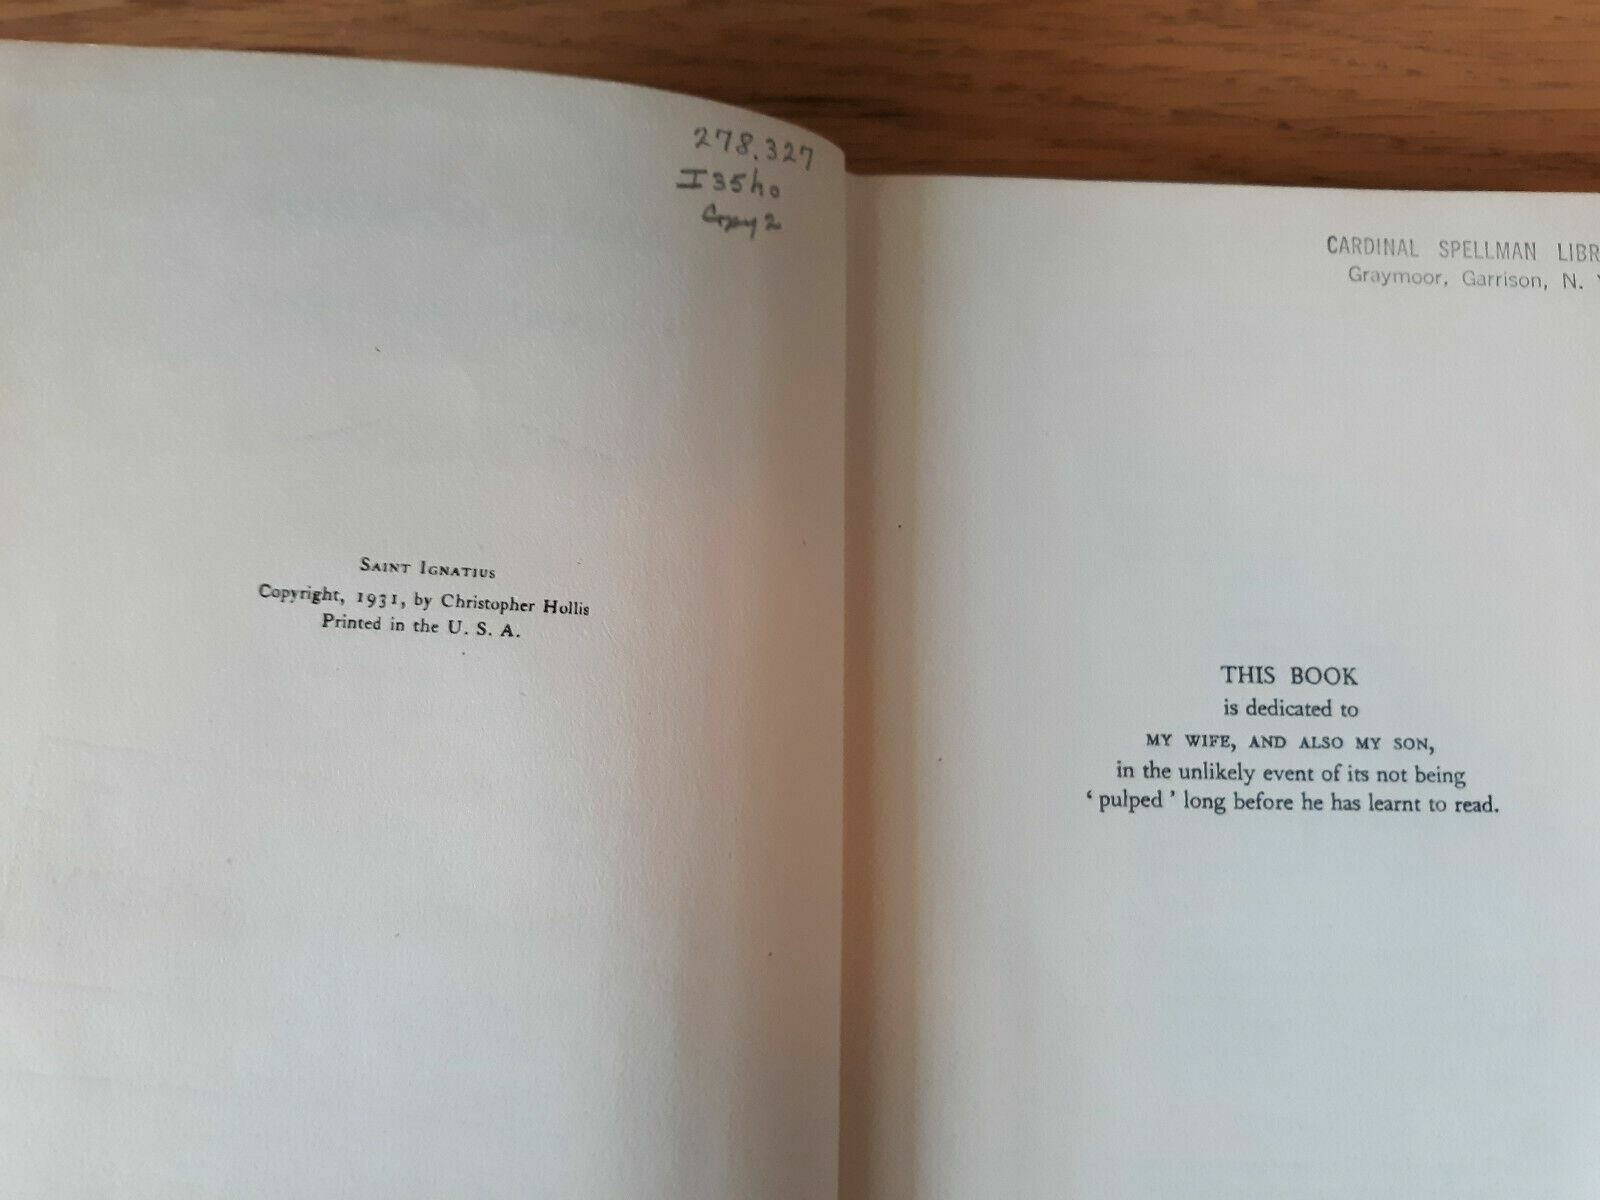 278.327
I35ho
Copy 2
SAINT IGNATIUS
Copyright, 1931, by Christopher Hollis
Printed in the U. S. A.
CARDINAL SPELLMAN LIBR
Graymoor, Garrison, N. Y
THIS BOOK
is dedicated to
MY WIFE, AND ALSO MY SON,
in the unlikely event of its not being
‘ pulped ’ long before he has learnt to read.